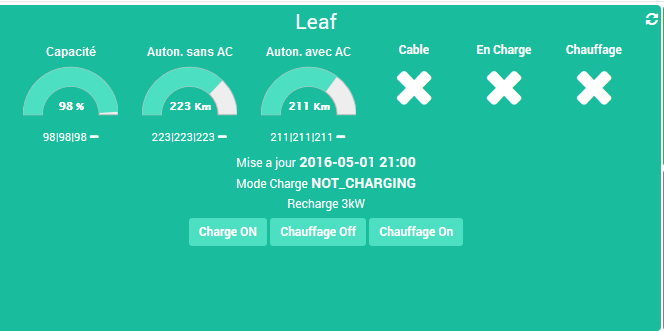 Leaf
Capacité
Auton. sans AC
Auton. avec AC
Cable
En Charge
Chauffage
98 %
223 Km
211 Km
98|98|98
223|223|223
211|211|211
Mise a jour 2016-05-01 21:00
Mode Charge NOT_CHARGING
Recharge 3kW
Charge ON
Chauffage Off
Chauffage On